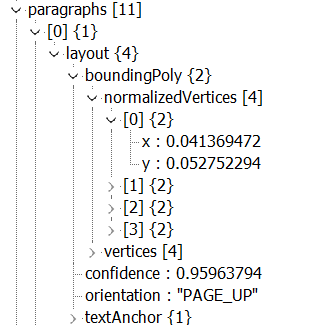 paragraphs [11]
[0] {1}
layout {4}
boundingPoly {2}
normalizedVertices [4]
[0] {2}
x : 0.041369472
y : 0.052752294
[1] {2}
[2] {2}
[3] {2}
vertices [4]
confidence : 0.95963794
orientation : "PAGE_UP"
textAnchor {1}